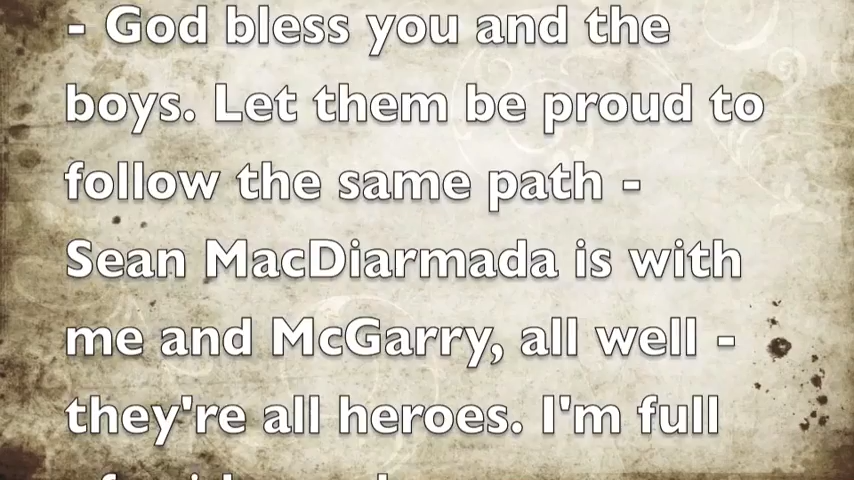 - God bless you and the
boys. Let them be proud to
follow the same path -
Sean MacDiarmada is with
me and McGarry, all well -
they're all heroes. I'm full